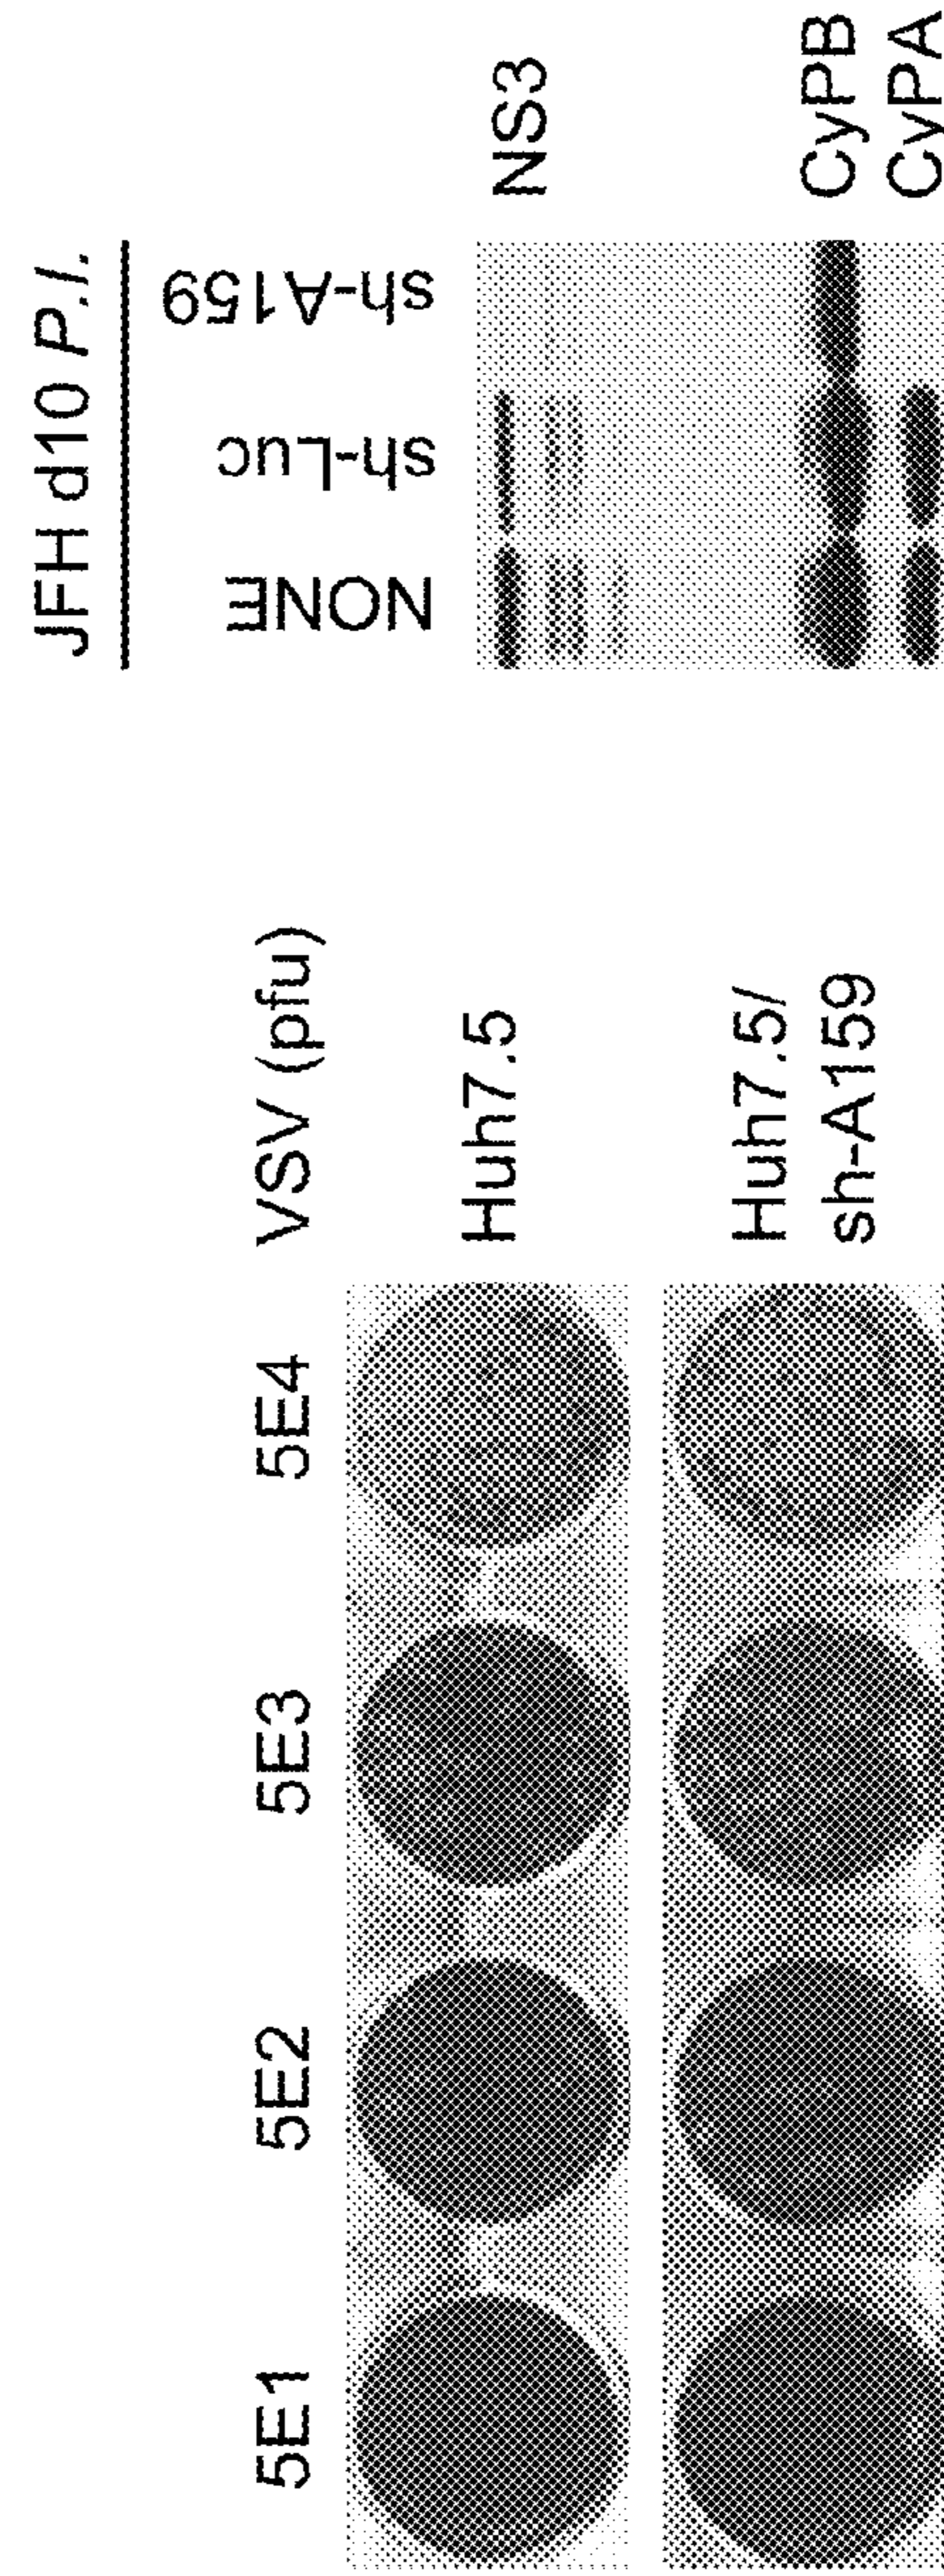 5E1 5E2 5E3 5E4 VSV (pfu)
Huh7.5
Huh7.5/
sh-A159
JFH d10 P.I.
NONE
sh-Luc
sh-A159
NS3
CyPB
CyPA